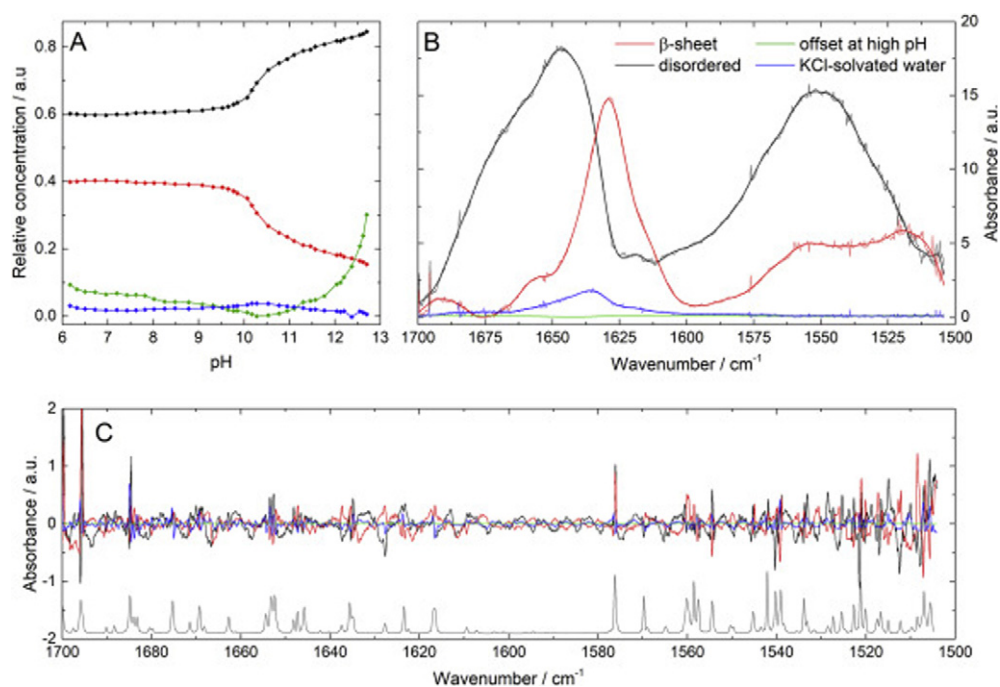 A
0.8
0.6
0.4
0.2
0.0
Relative concentration / a.u
6 7 8 9 10 11 12 13
pH
B
β-sheet
disordered
offset at high pH
KCl-solvated water
20
15
10
5
0
Absorbance / a.u.
1700 1675 1650 1625 1600 1575 1550 1525 1500
Wavenumber / cm⁻¹
C
2
1
0
-1
-2
Absorbance / a.u.
1700 1680 1660 1640 1620 1600 1580 1560 1540 1520 1500
Wavenumber / cm⁻¹